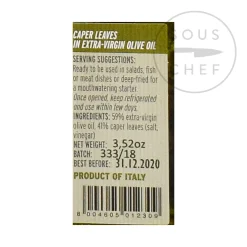 SOUS
CHEF
CAPER LEAVES
IN EXTRA-VIRGIN OLIVE OIL
SERVING SUGGESTIONS:
Ready to be used in salads, fish
or meat dishes or deep-fried for
a mouthwatering starter
Once opened, keep refrigerated
and use within few days.
INGREDIENTS: 59% extra-virgin
olive oil, 41% caper leaves (salt,
vinegar)
NET WEIGHT: 3,52oz
BATCH: 333/18
BEST BEFORE: 31.12.2020
PRODUCT OF ITALY
8 004605 012309